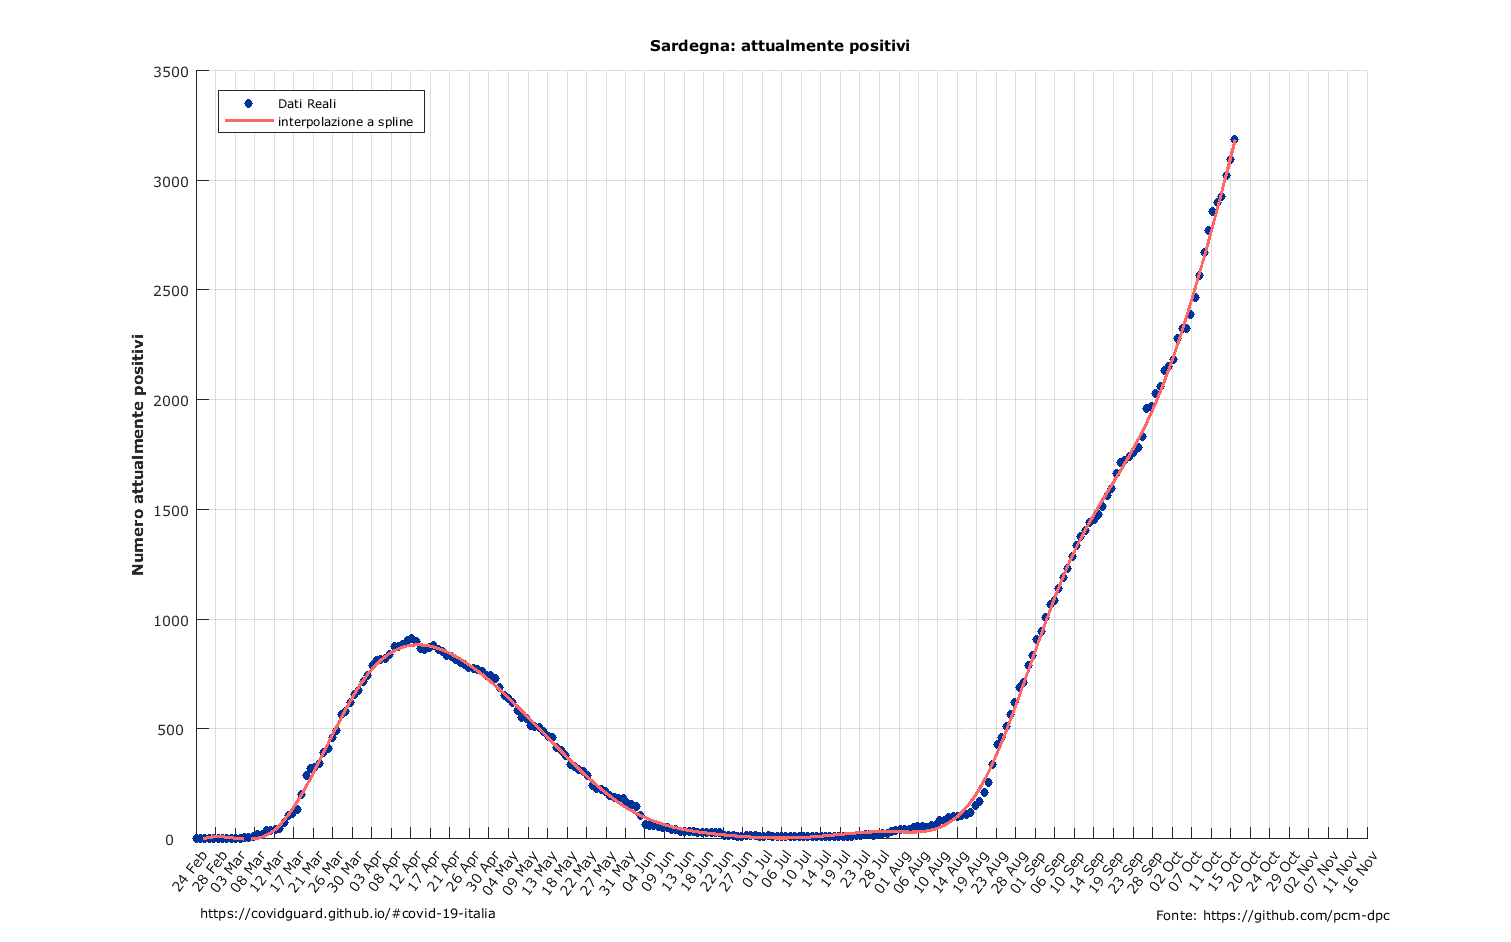 Sardegna: attualmente positivi
3500
3000
2500
2000
1500
1000
500
0
Numero attualmente positivi
Dati Reali
interpolazione a spline
24 Feb
28 Feb
03 Mar
08 Mar
12 Mar
17 Mar
21 Mar
26 Mar
30 Mar
03 Apr
08 Apr
12 Apr
17 Apr
21 Apr
26 Apr
30 Apr
04 May
09 May
13 May
18 May
22 May
27 May
31 May
04 Jun
09 Jun
13 Jun
18 Jun
22 Jun
27 Jun
01 Jul
06 Jul
10 Jul
14 Jul
19 Jul
23 Jul
28 Jul
01 Aug
06 Aug
10 Aug
14 Aug
19 Aug
23 Aug
28 Aug
01 Sep
06 Sep
10 Sep
14 Sep
19 Sep
23 Sep
28 Sep
02 Oct
07 Oct
11 Oct
15 Oct
20 Oct
24 Oct
29 Oct
02 Nov
07 Nov
11 Nov
16 Nov
https://covidguard.github.io/#covid-19-italia
Fonte: https://github.com/pcm-dpc